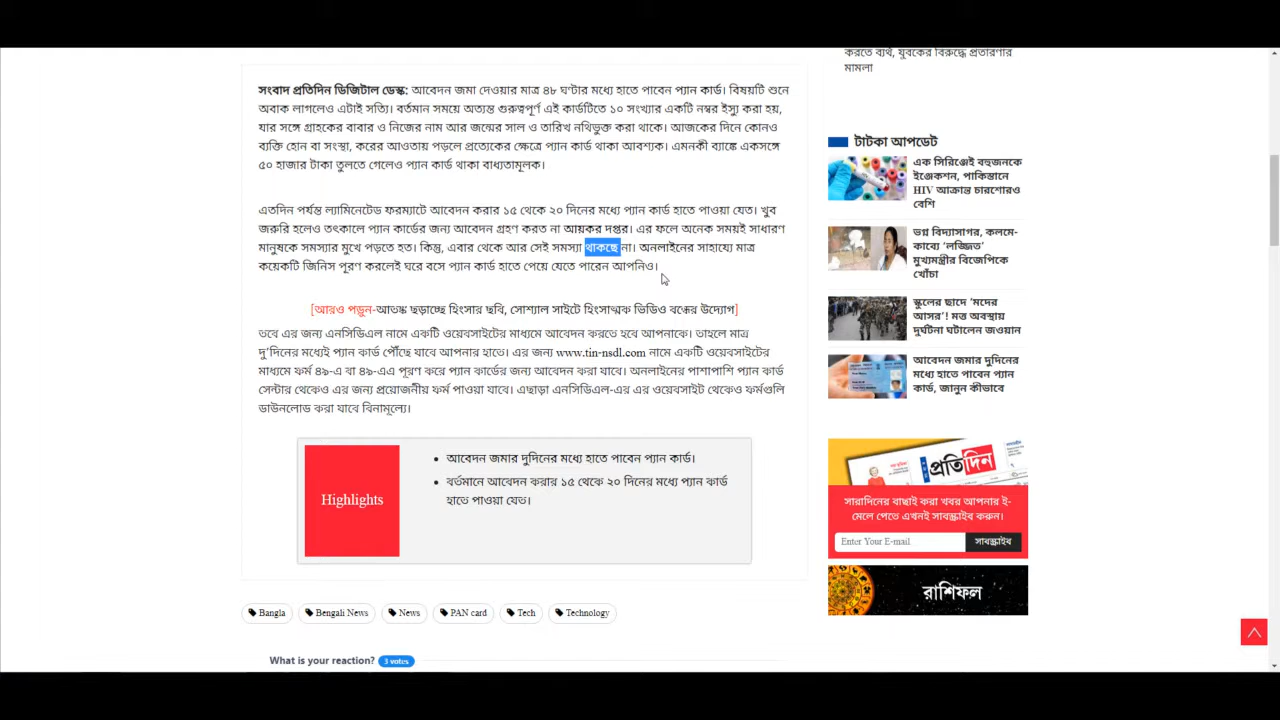 করতে ব্যর্থ, যুবকের বিরুদ্ধে প্রতারণার
মামলা
সংবাদ প্রতিদিন ডিজিটাল ডেস্ক: আবেদন জমা দেওয়ার মাত্র ৪৮ ঘণ্টার মধ্যে হাতে পাবেন প্যান কার্ড। বিষয়টি শুনে
অবাক লাগলেও এটাই সত্যি। বর্তমান সময়ে অত্যন্ত গুরুত্বপূর্ণ এই কার্ডটিতে ১০ সংখ্যার একটি নম্বর ইস্যু করা হয়,
যার সঙ্গে গ্রাহকের বাবার ও নিজের নাম আর জন্মের সাল ও তারিখ নথিভুক্ত করা থাকে। আজকের দিনে কোনও
ব্যক্তি হোন বা সংস্থা, করের আওতায় পড়লে প্রত্যেকের ক্ষেত্রে প্যান কার্ড থাকা আবশ্যক। এমনকী ব্যাঙ্কে একসঙ্গে
৫০ হাজার টাকা তুলতে গেলেও প্যান কার্ড থাকা বাধ্যতামূলক।
এতদিন পর্যন্ত ল্যামিনেটেড ফরম্যাটে আবেদন করার ১৫ থেকে ২০ দিনের মধ্যে প্যান কার্ড হাতে পাওয়া যেত। খুব
জরুরি হলেও তৎকালে প্যান কার্ডের জন্য আবেদন গ্রহণ করত না আয়কর দপ্তর। এর ফলে অনেক সময়ই সাধারণ
মানুষকে সমস্যার মুখে পড়তে হত। কিন্তু, এবার থেকে আর সেই সমস্যা থাকছে না। অনলাইনের সাহায্যে মাত্র
কয়েকটি জিনিস পূরণ করলেই ঘরে বসে প্যান কার্ড হাতে পেয়ে যেতে পারেন আপনিও।
[আরও পড়ুন-আতঙ্ক ছড়াচ্ছে হিংসার ছবি, সোশ্যাল সাইটে হিংসাত্মক ভিডিও বন্ধের উদ্যোগ]
তবে এর জন্য এনসিডিএল নামে একটি ওয়েবসাইটের মাধ্যমে আবেদন করতে হবে আপনাকে। তাহলে মাত্র
দু'দিনের মধ্যেই প্যান কার্ড পৌঁছে যাবে আপনার হাতে। এর জন্য www.tin-nsdl.com নামে একটি ওয়েবসাইটের
মাধ্যমে ফর্ম ৪৯-এ বা ৪৯-এএ পূরণ করে প্যান কার্ডের জন্য আবেদন করা যাবে। অনলাইনের পাশাপাশি প্যান কার্ড
সেন্টার থেকেও এর জন্য প্রয়োজনীয় ফর্ম পাওয়া যাবে। এছাড়া এনসিডিএল-এর এর ওয়েবসাইট থেকেও ফর্মগুলি
ডাউনলোড করা যাবে বিনামূল্যে।
Highlights
আবেদন জমার দুদিনের মধ্যে হাতে পাবেন প্যান কার্ড।
বর্তমানে আবেদন করার ১৫ থেকে ২০ দিনের মধ্যে প্যান কার্ড
হাতে পাওয়া যেত।
Bangla
Bengali News
News
PAN card
Tech
Technology
What is your reaction? 3 votes
টাটকা আপডেট
এক সিরিঞ্জেই বহুজনকে
ইঞ্জেকশন, পাকিস্তানে
HIV আক্রান্ত চারশোরও
বেশি
ভগ্ন বিদ্যাসাগর, কলমে-
কাব্যে 'লজ্জিত'
মুখ্যমন্ত্রীর বিজেপিকে
খোঁচা
স্কুলের ছাদে 'মদের
আসর'! মত্ত অবস্থায়
দুর্ঘটনা ঘটালেন জওয়ান
আবেদন জমার দুদিনের
মধ্যে হাতে পাবেন প্যান
কার্ড, জানুন কীভাবে
প্রতিদিন
সারাদিনের বাছাই করা খবর আপনার ই-
মেলে পেতে এখনই সাবস্ক্রাইব করুন।
Enter Your E-mail
সাবস্ক্রাইব
রাশিফল